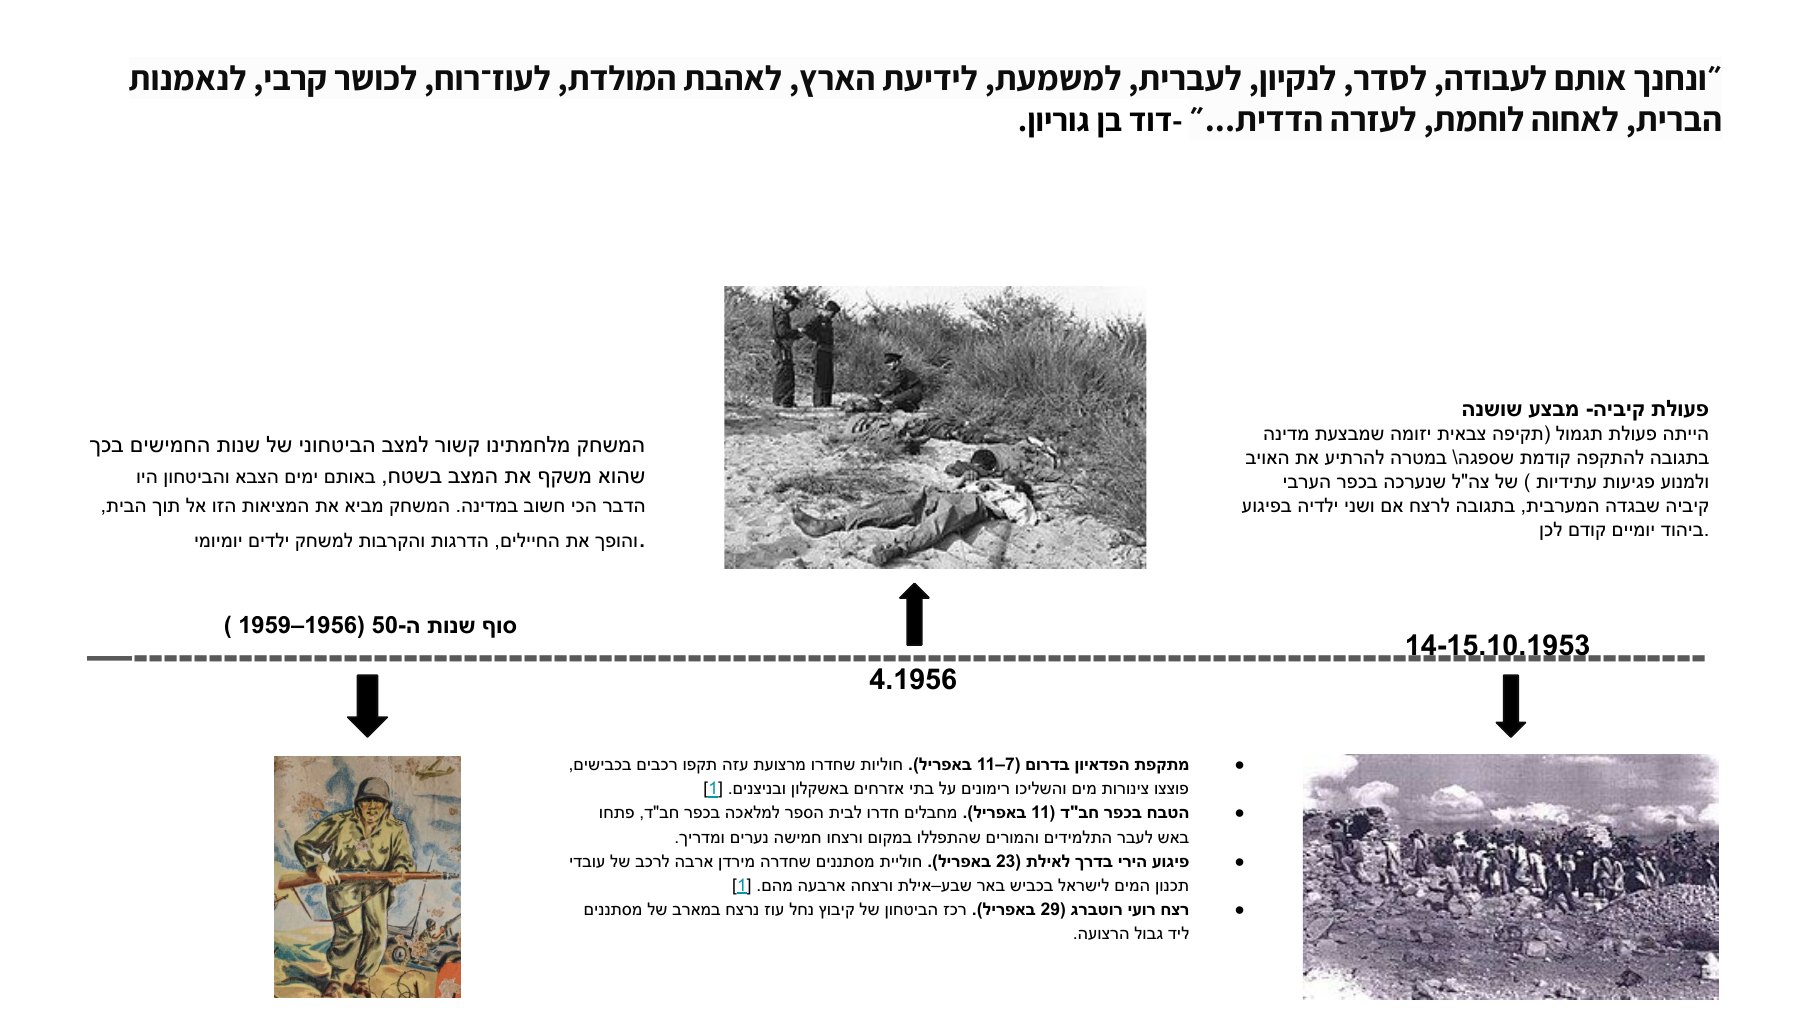 ״ונחנך אותם לעבודה, לסדר, לנקיון, לעברית, למשמעת, לידיעת הארץ, לאהבת המולדת, לעוז־רוח, לכושר קרבי, לנאמנות
הברית, לאחוה לוחמת, לעזרה הדדית...״ -דוד בן גוריון.
פעולת קיביה- מבצע שושנה
הייתה פעולת תגמול (תקיפה צבאית יזומה שמבצעת מדינה
בתגובה להתקפה קודמת שספגה\ במטרה להרתיע את האויב
ולמנוע פגיעות עתידיות ) של צה"ל שנערכה בכפר הערבי
קיביה שבגדה המערבית, בתגובה לרצח אם ושני ילדיה בפיגוע
.ביהוד יומיים קודם לכן
14-15.10.1953
4.1956
● מתקפת הפדאיון בדרום (7–11 באפריל). חוליות שחדרו מרצועת עזה תקפו רכבים בכבישים,
פוצצו צינורות מים והשליכו רימונים על בתי אזרחים באשקלון ובניצנים. [1]
● הטבח בכפר חב"ד (11 באפריל). מחבלים חדרו לבית הספר למלאכה בכפר חב"ד, פתחו
באש לעבר התלמידים והמורים שהתפללו במקום ורצחו חמישה נערים ומדריך.
● פיגוע הירי בדרך לאילת (23 באפריל). חוליית מסתננים שחדרה מירדן ארבה לרכב של עובדי
תכנון המים לישראל בכביש באר שבע–אילת ורצחה ארבעה מהם. [1]
● רצח רועי רוטברג (29 באפריל). רכז הביטחון של קיבוץ נחל עוז נרצח במארב של מסתננים
ליד גבול הרצועה.
המשחק מלחמתינו קשור למצב הביטחוני של שנות החמישים בכך
שהוא משקף את המצב בשטח, באותם ימים הצבא והביטחון היו
הדבר הכי חשוב במדינה. המשחק מביא את המציאות הזו אל תוך הבית,
.והופך את החיילים, הדרגות והקרבות למשחק ילדים יומיומי
סוף שנות ה-50 (1956–1959 )